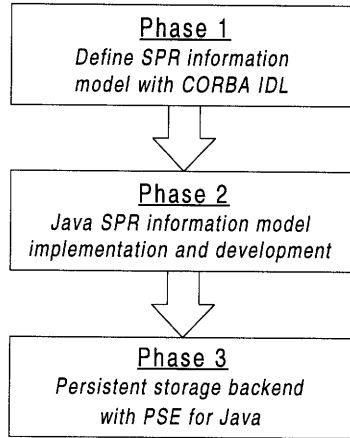 Phase 1
Define SPR information
model with CORBA IDL
Phase 2
Java SPR information model
implementation and development
Phase 3
Persistent storage backend
with PSE for Java